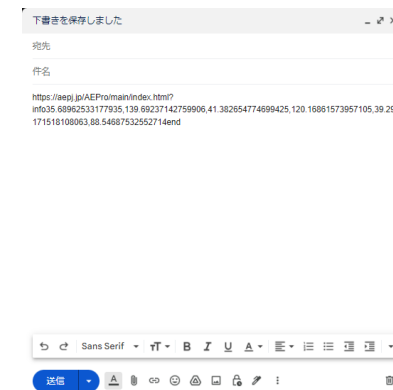 下書きを保存しました
宛先
件名
https://aepj.jp/AEPro/main/index.html?
info35.68962533177935,139.69237142759906,41.382654774699425,120.16861573957105,39.29
171518108063,88.54687532552714end
Sans Serif
B I U A
送信
A